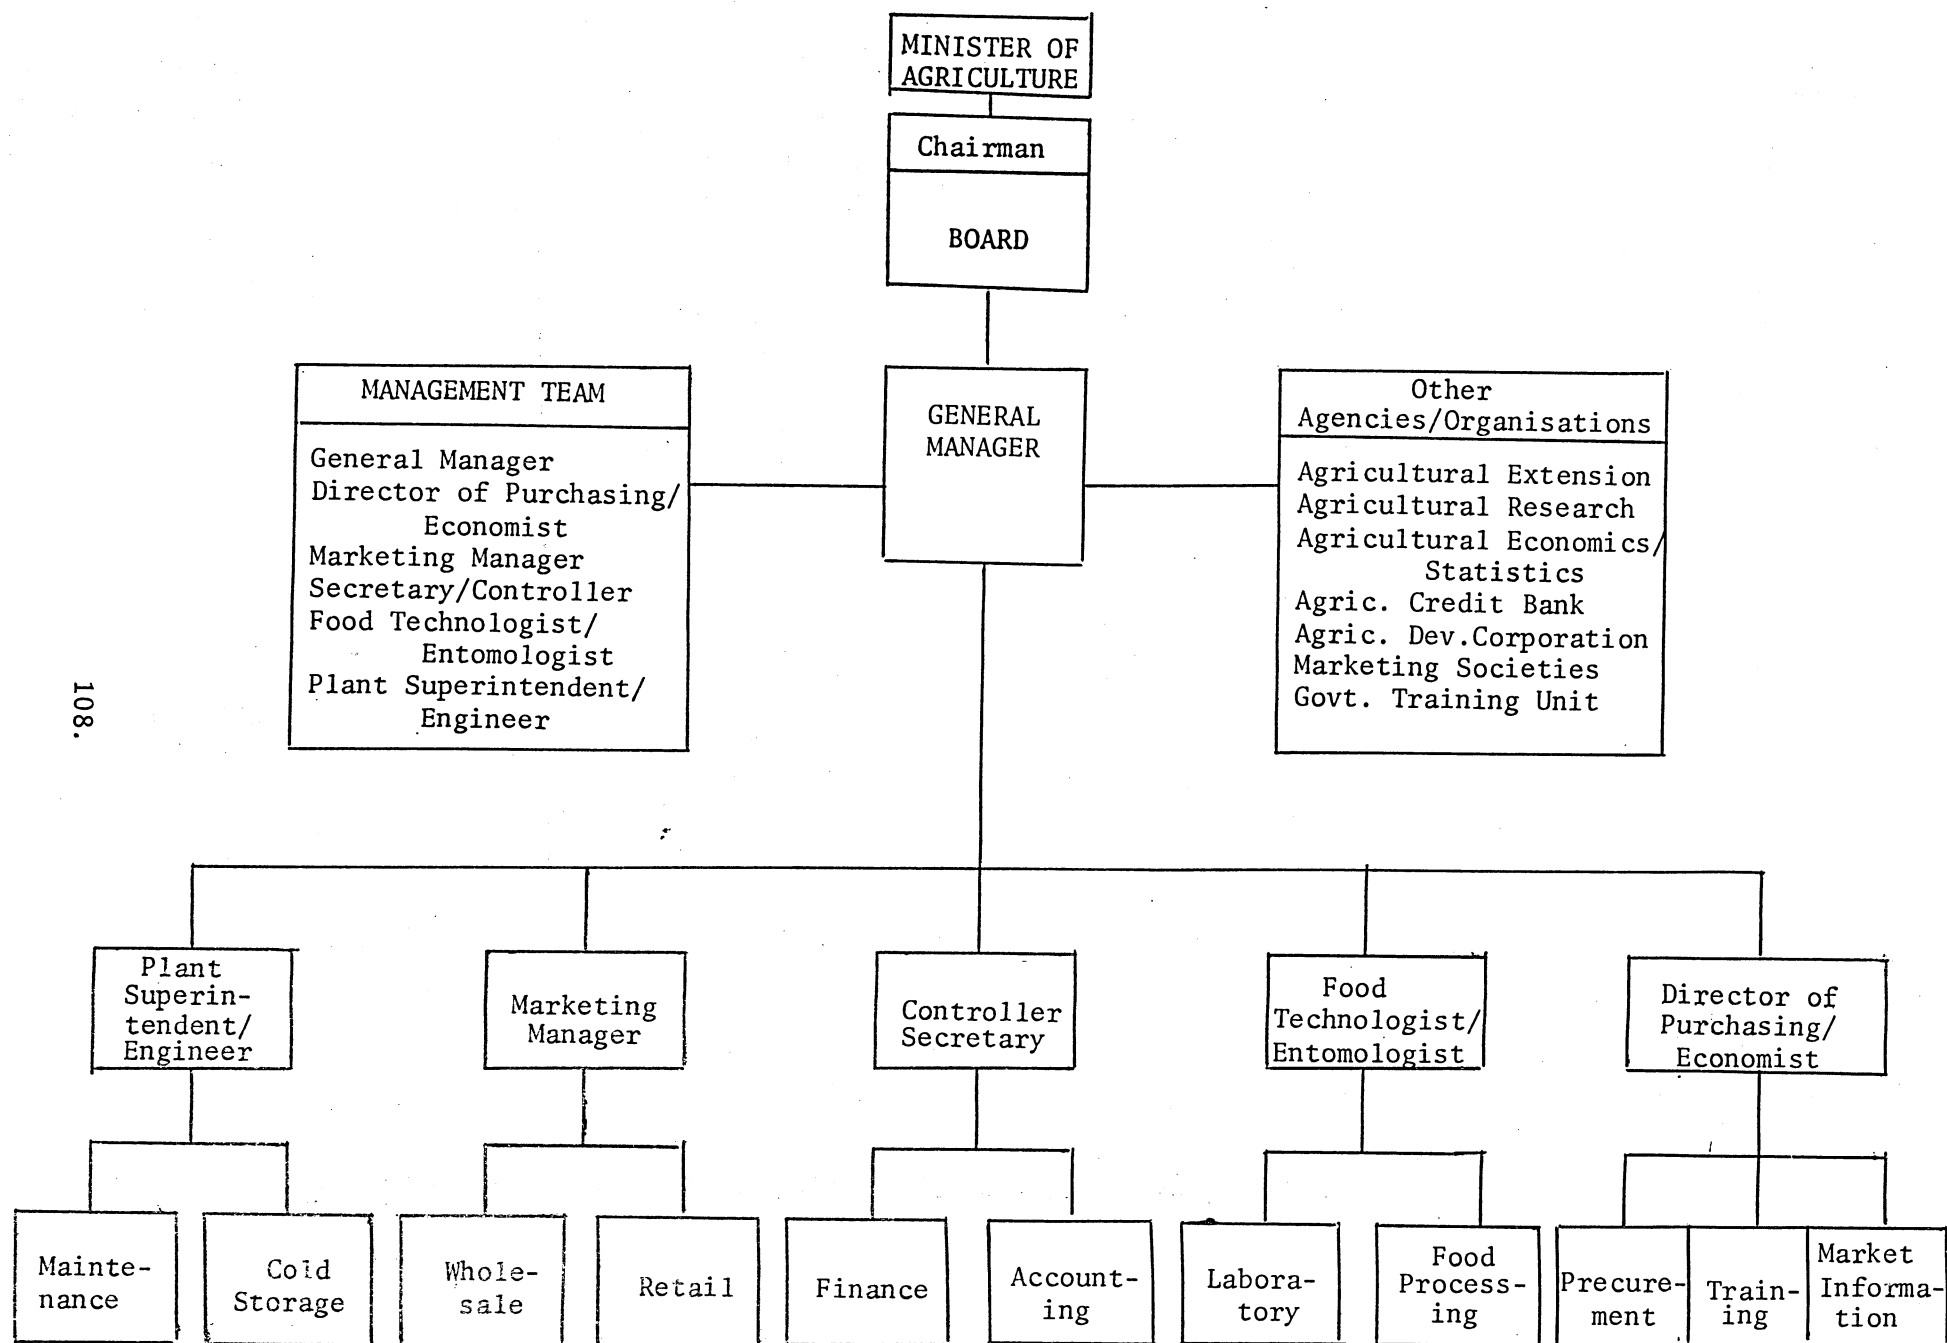 MINISTER OF
AGRICULTURE
Chairman
BOARD
GENERAL
MANAGER
MANAGEMENT TEAM
General Manager
Director of Purchasing/
Economist
Marketing Manager
Secretary/Controller
Food Technologist/
Entomologist
Plant Superintendent/
Engineer
Other
Agencies/Organisations
Agricultural Extension
Agricultural Research
Agricultural Economics/
Statistics
Agric. Credit Bank
Agric. Dev.Corporation
Marketing Societies
Govt. Training Unit
108.
Plant
Superin-
tendent/
Engineer
Marketing
Manager
Controller
Secretary
Food
Technologist/
Entomologist
Director of
Purchasing/
Economist
Mainte-
nance
Cold
Storage
Whole-
sale
Retail
Finance
Account-
ing
Labora-
tory
Food
Process-
ing
Precure-
ment
Train-
ing
Market
Informa-
tion